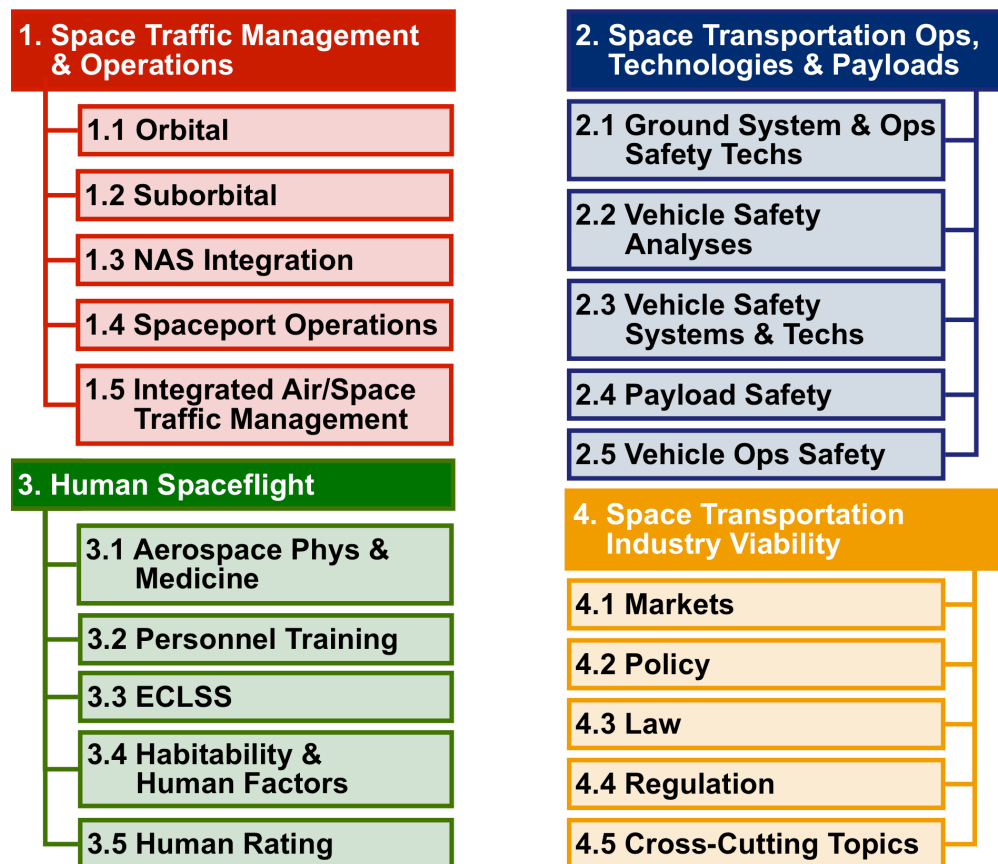 1. Space Traffic Management
& Operations
1.1 Orbital
1.2 Suborbital
1.3 NAS Integration
1.4 Spaceport Operations
1.5 Integrated Air/Space
Traffic Management
2. Space Transportation Ops,
Technologies & Payloads
2.1 Ground System & Ops
Safety Techs
2.2 Vehicle Safety
Analyses
2.3 Vehicle Safety
Systems & Techs
2.4 Payload Safety
2.5 Vehicle Ops Safety
3. Human Spaceflight
3.1 Aerospace Phys &
Medicine
3.2 Personnel Training
3.3 ECLSS
3.4 Habitability &
Human Factors
3.5 Human Rating
4. Space Transportation
Industry Viability
4.1 Markets
4.2 Policy
4.3 Law
4.4 Regulation
4.5 Cross-Cutting Topics